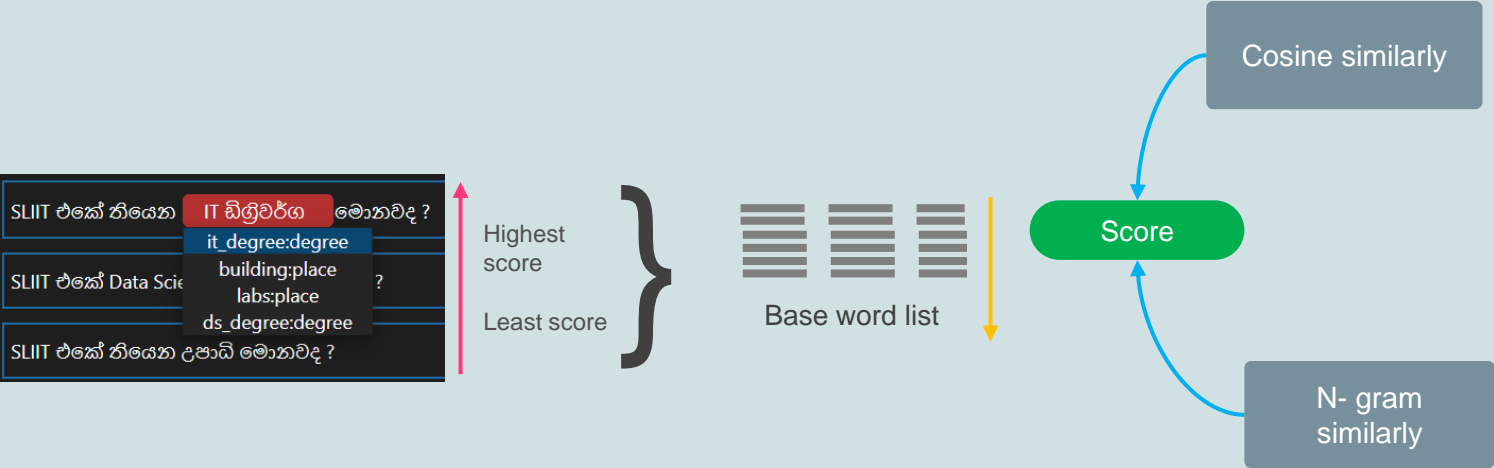 SLIIT එකේ තියෙන IT ඩිග්‍රිවර්ග මොනවද ?
it_degree:degree
building:place
labs:place
ds_degree:degree
SLIIT එකේ Data Scie ?
SLIIT එකේ තියෙන උපාධි මොනවද ?
Highest
score
Least score
}
Base word list
Cosine similarly
Score
N- gram
similarly